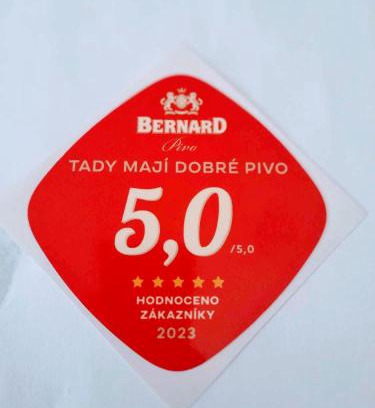 BERNARD
Pivo
TADY MAJÍ DOBRÉ PIVO
5,0 /5,0
HODNOCENO
ZÁKAZNÍKY
2023